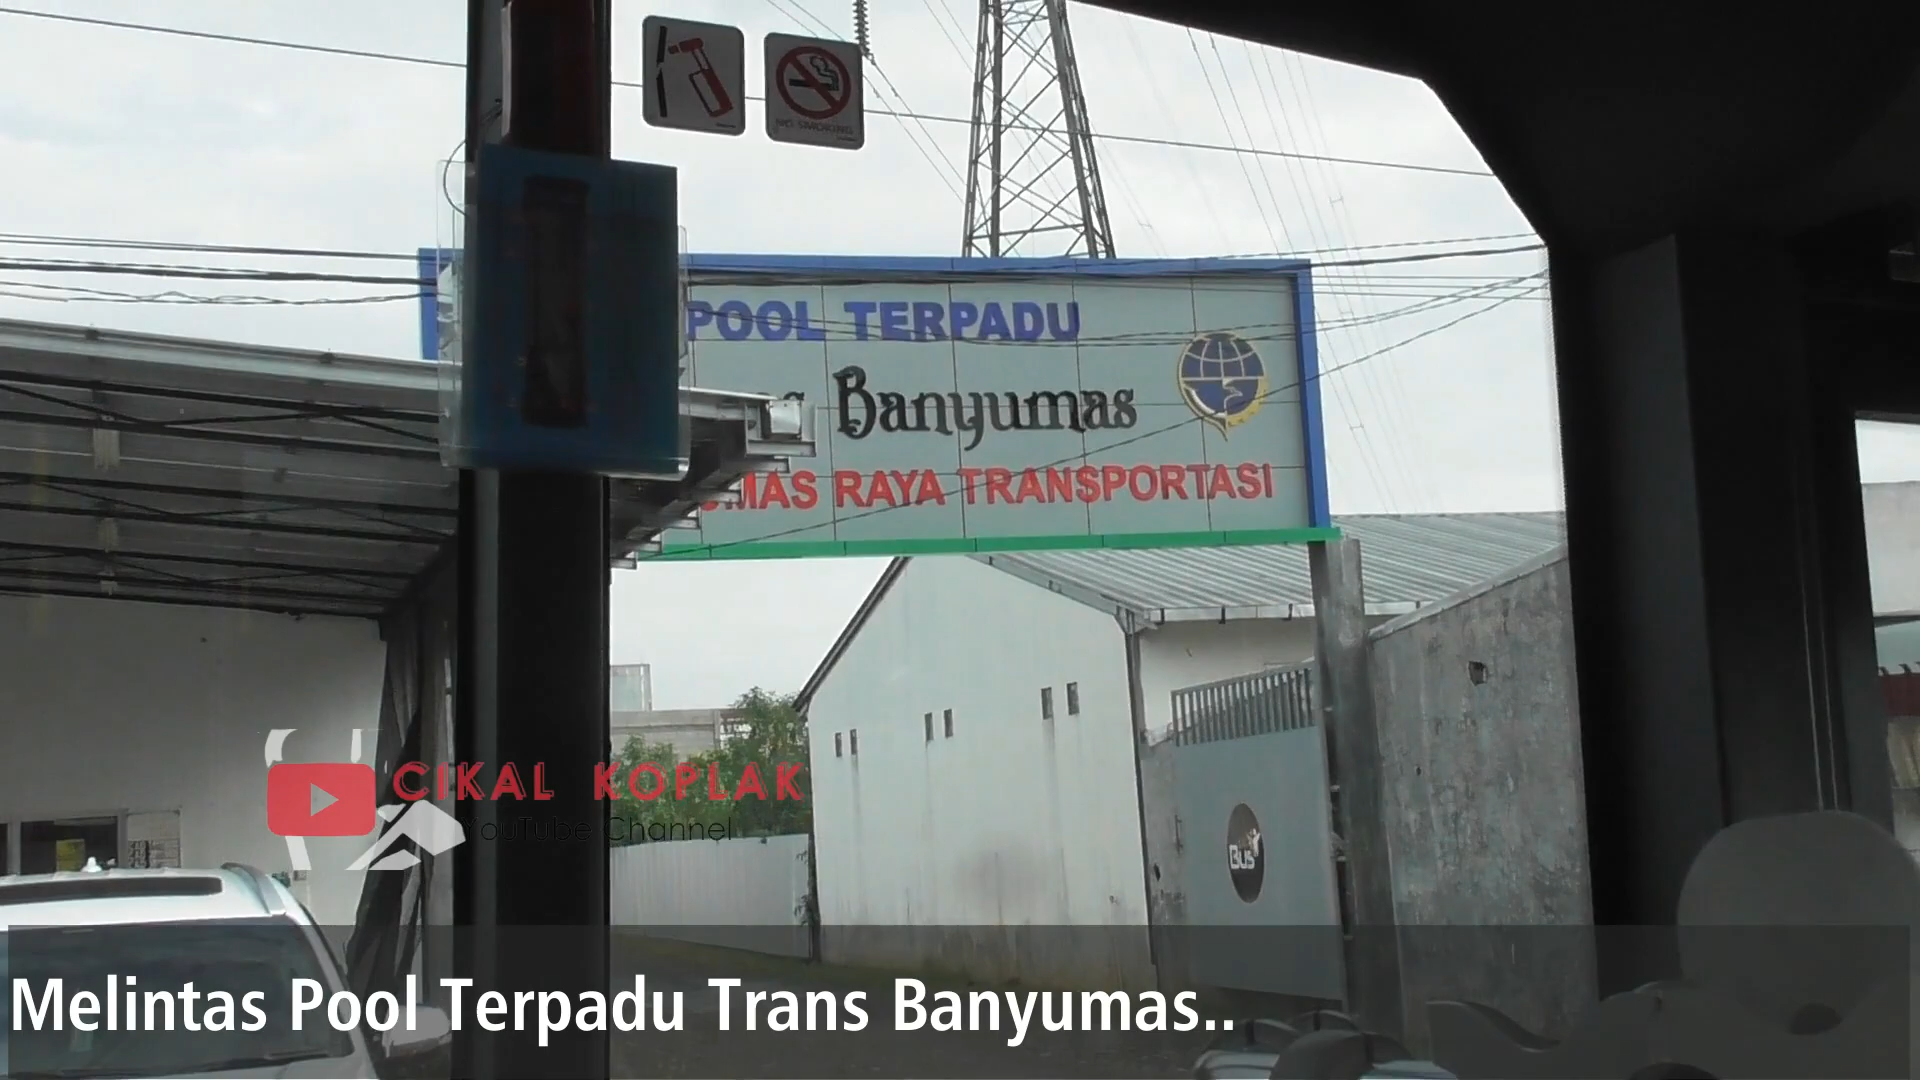 NO SMOKING
POOL TERPADU
Banyumas
MAS RAYA TRANSPORTASI
CIKAL KOPLAK
YouTube Channel
BUS
Melintas Pool Terpadu Trans Banyumas..